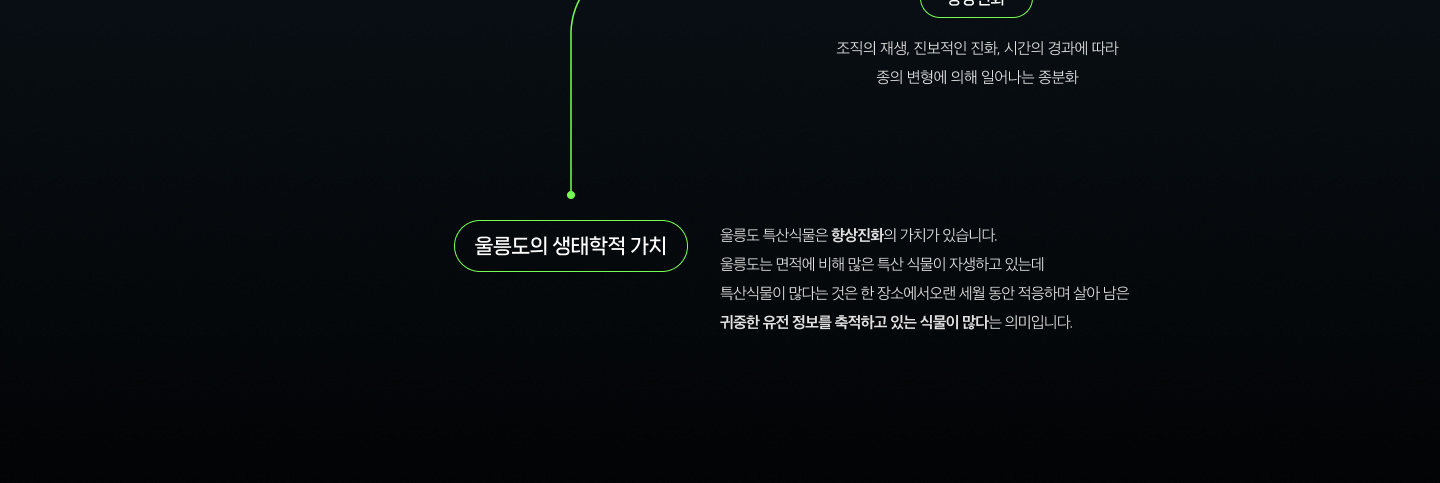 조직의 재생, 진보적인 진화, 시간의 경과에 따라
종의 변형에 의해 일어나는 종분화
울릉도의 생태학적 가치
울릉도 특산식물은 향상진화의 가치가 있습니다.
울릉도는 면적에 비해 많은 특산 식물이 자생하고 있는데
특산식물이 많다는 것은 한 장소에서오랜 세월 동안 적응하며 살아 남은
귀중한 유전 정보를 축적하고 있는 식물이 많다는 의미입니다.